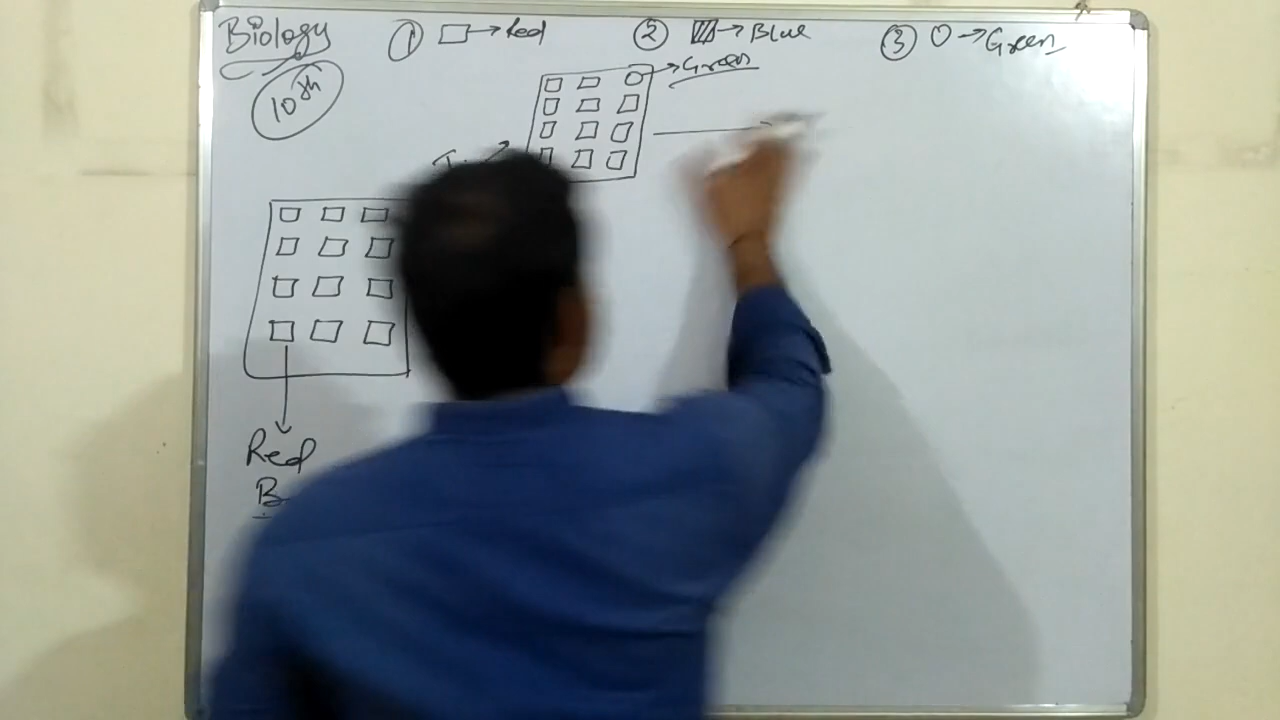 Biology ① → Red ② → Blue ③ → Green
10th
→ Green
Red
B